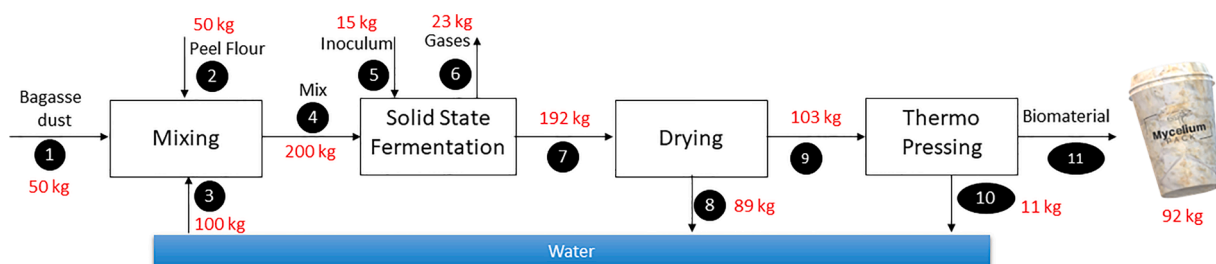 50 kg
Peel Flour
2
Bagasse
dust
1
50 kg
Mixing
3
100 kg
Mix
4
200 kg
15 kg
Inoculum
5
23 kg
Gases
6
Solid State
Fermentation
192 kg
7
Drying
8
89 kg
103 kg
9
Thermo
Pressing
10
11 kg
Biomaterial
11
Mycelium
PACK
92 kg
Water